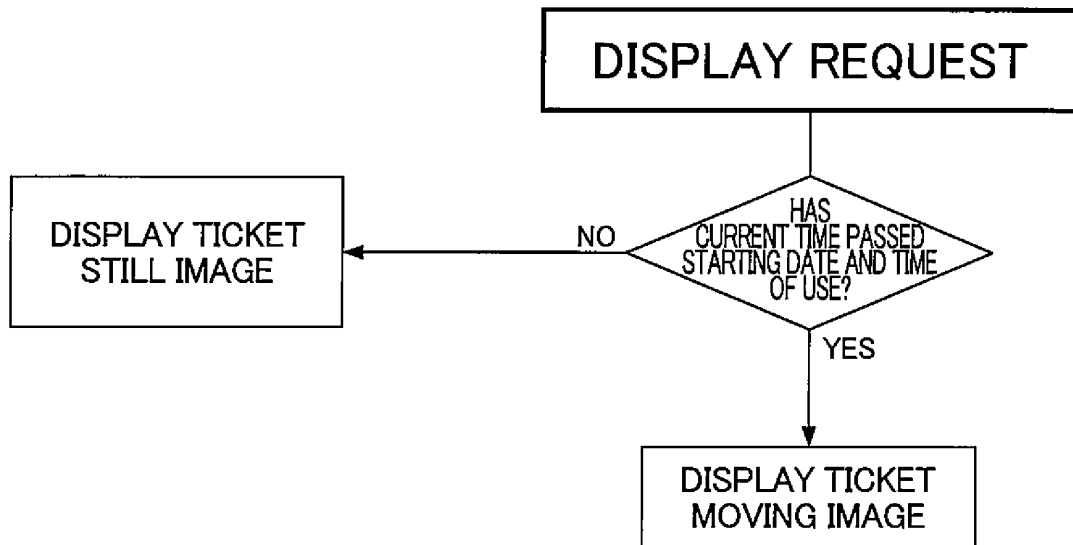 DISPLAY REQUEST
HAS
CURRENT TIME PASSED
STARTING DATE AND TIME
OF USE?
NO
DISPLAY TICKET
STILL IMAGE
YES
DISPLAY TICKET
MOVING IMAGE